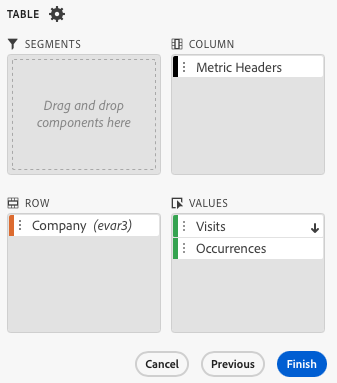 TABLE
SEGMENTS
Drag and drop
components here
COLUMN
Metric Headers
ROW
Company (evar3)
VALUES
Visits
Occurrences
Cancel
Previous
Finish